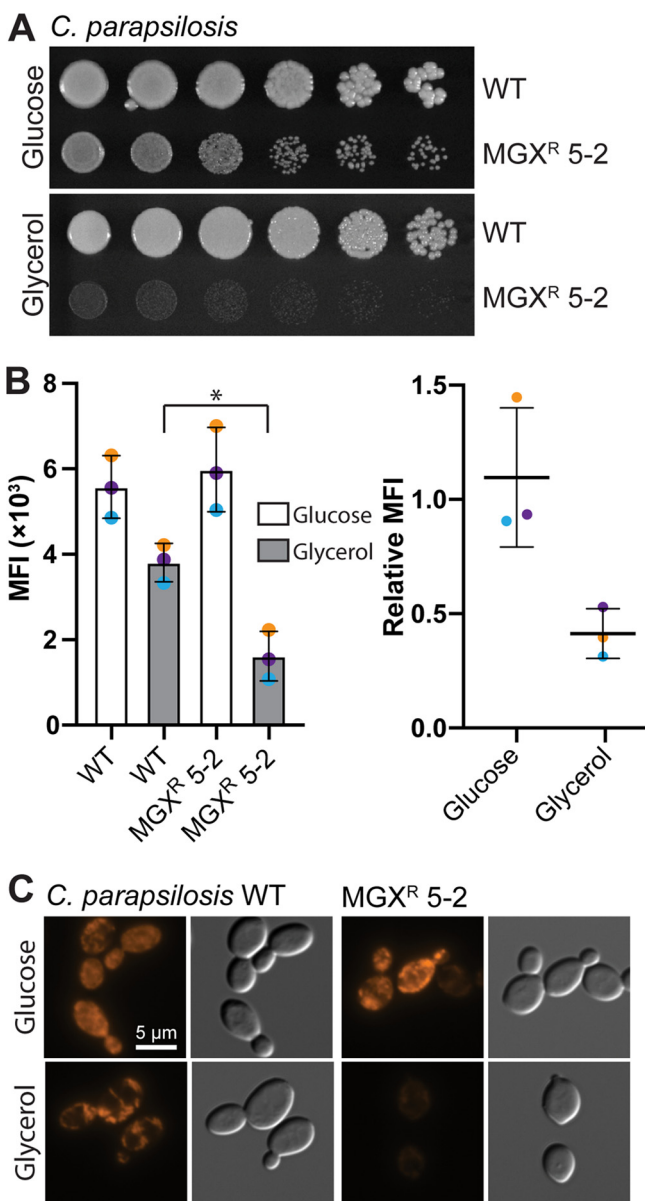 A C. parapsilosis
Glucose
WT
MGXᴿ 5-2
Glycerol
WT
MGXᴿ 5-2
B
MFI (×10³)
8
6
4
2
0
*
Glucose
Glycerol
WT
WT
MGXᴿ 5-2
MGXᴿ 5-2
Relative MFI
1.5
1.0
0.5
0.0
Glucose
Glycerol
C C. parapsilosis WT
MGXᴿ 5-2
Glucose
5 µm
Glycerol